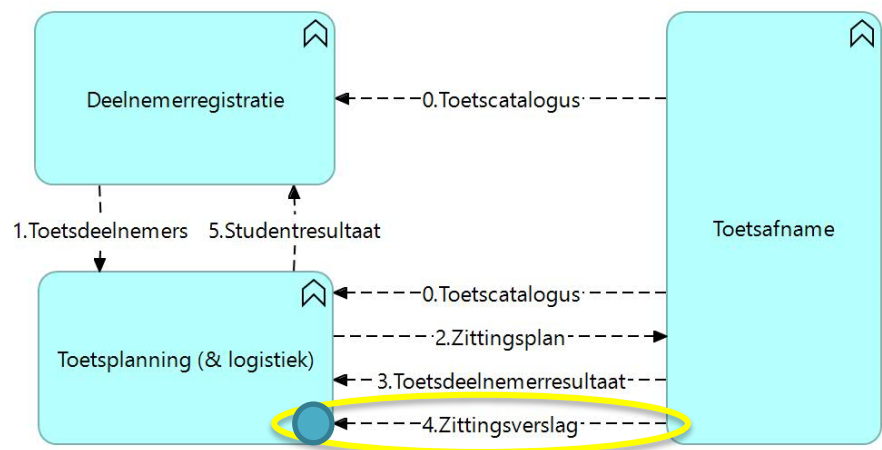 Deelnemerregistratie
0.Toetscatalogus
Toetsafname
1.Toetsdeelnemers
5.Studentresultaat
0.Toetscatalogus
2.Zittingsplan
Toetsplanning (& logistiek)
3.Toetsdeelnemerresultaat
4.Zittingsverslag